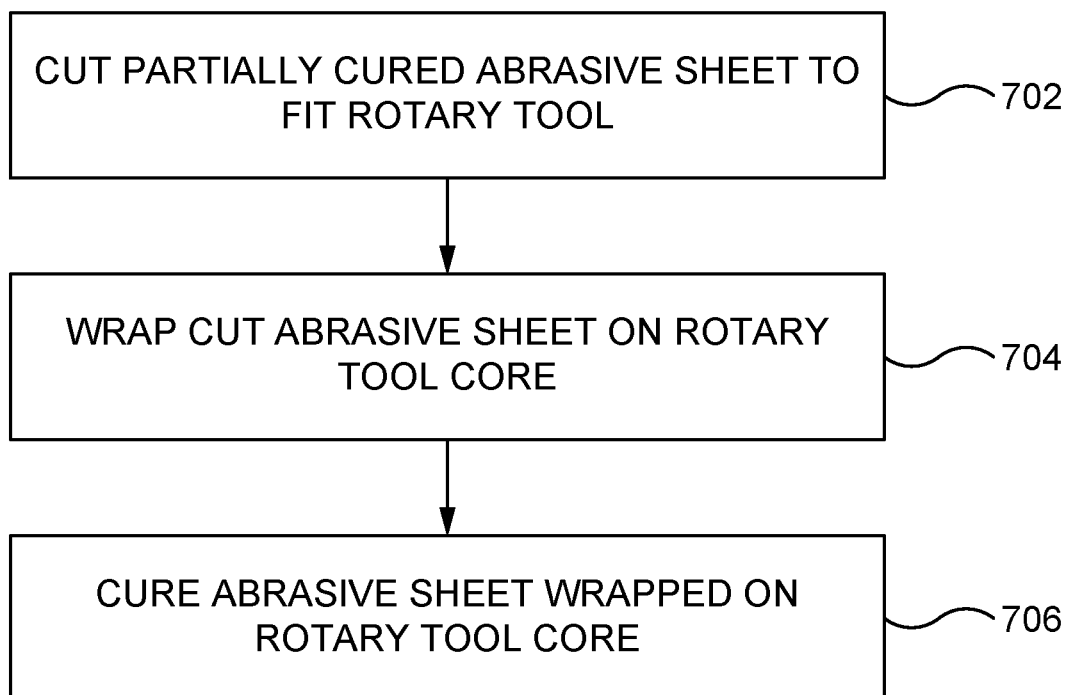 CUT PARTIALLY CURED ABRASIVE SHEET TO
FIT ROTARY TOOL
702
WRAP CUT ABRASIVE SHEET ON ROTARY
TOOL CORE
704
CURE ABRASIVE SHEET WRAPPED ON
ROTARY TOOL CORE
706